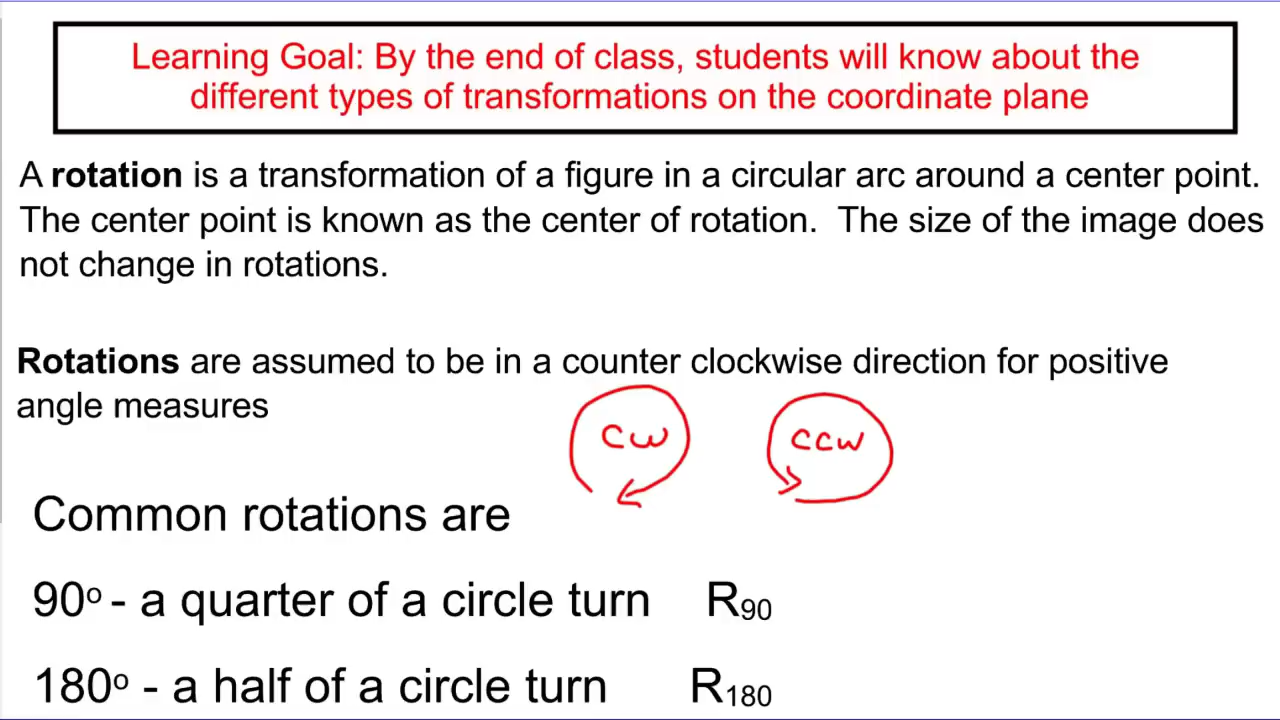 Learning Goal: By the end of class, students will know about the
different types of transformations on the coordinate plane
A rotation is a transformation of a figure in a circular arc around a center point.
The center point is known as the center of rotation.  The size of the image does
not change in rotations.
Rotations are assumed to be in a counter clockwise direction for positive
angle measures
CW CCW
Common rotations are
90º - a quarter of a circle turn R90
180º - a half of a circle turn R180